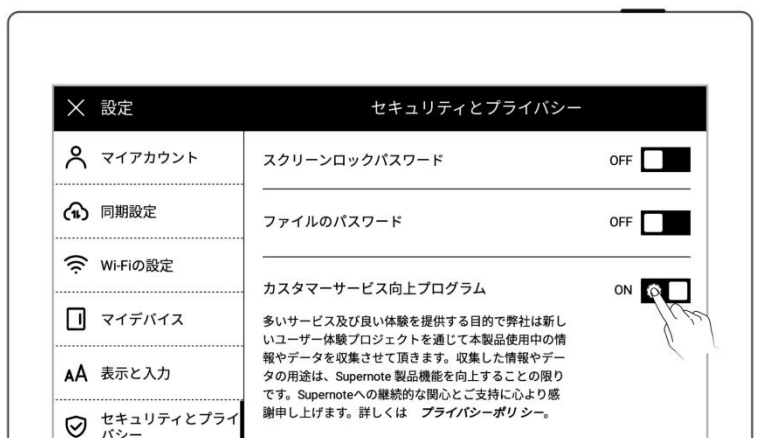 設定
セキュリティとプライバシー
マイアカウント
同期設定
Wi-Fiの設定
マイデバイス
AA 表示と入力
セキュリティとプライ
バシー
スクリーンロックパスワード OFF
ファイルのパスワード OFF
カスタマーサービス向上プログラム ON
多いサービス及び良い体験を提供する目的で弊社は新し
いユーザー体験プロジェクトを通じて本製品使用中の情
報やデータを収集させて頂きます。収集した情報やデー
タの用途は、Supernote 製品機能を向上することの限り
です。Supernoteへの継続的な関心とご支持に心より感
謝申し上げます。詳しくは プライバシーポリシー。